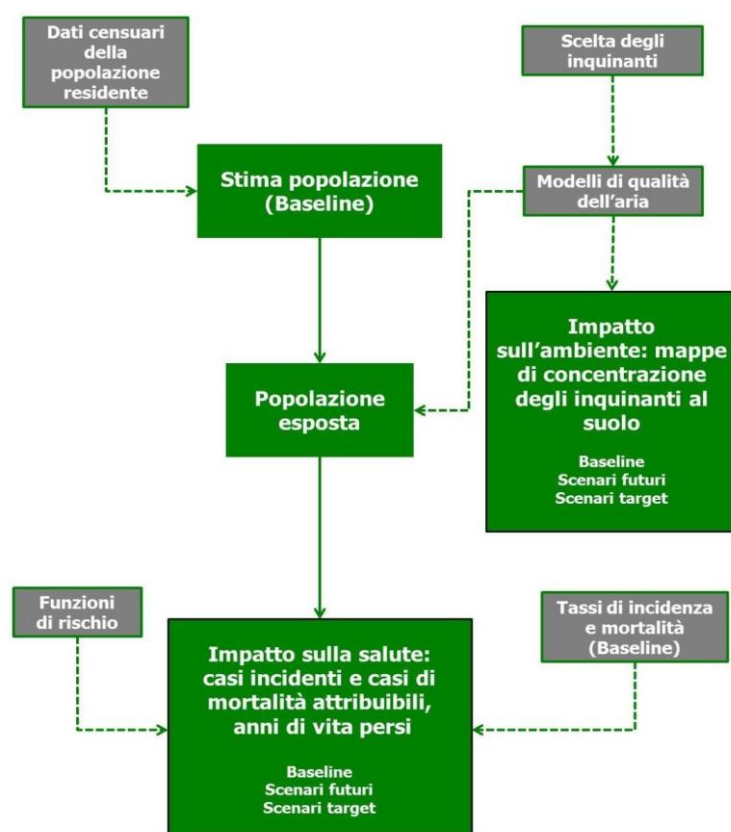 Dati censuari
della
popolazione
residente
Scelta degli
inquinanti
Stima popolazione
(Baseline)
Modelli di qualità
dell’aria
Impatto
sull’ambiente: mappe
di concentrazione
degli inquinanti al
suolo
Baseline
Scenari futuri
Scenari target
Popolazione
esposta
Funzioni
di rischio
Tassi di incidenza
e mortalità
(Baseline)
Impatto sulla salute:
casi incidenti e casi di
mortalità attribuibili,
anni di vita persi
Baseline
Scenari futuri
Scenari target